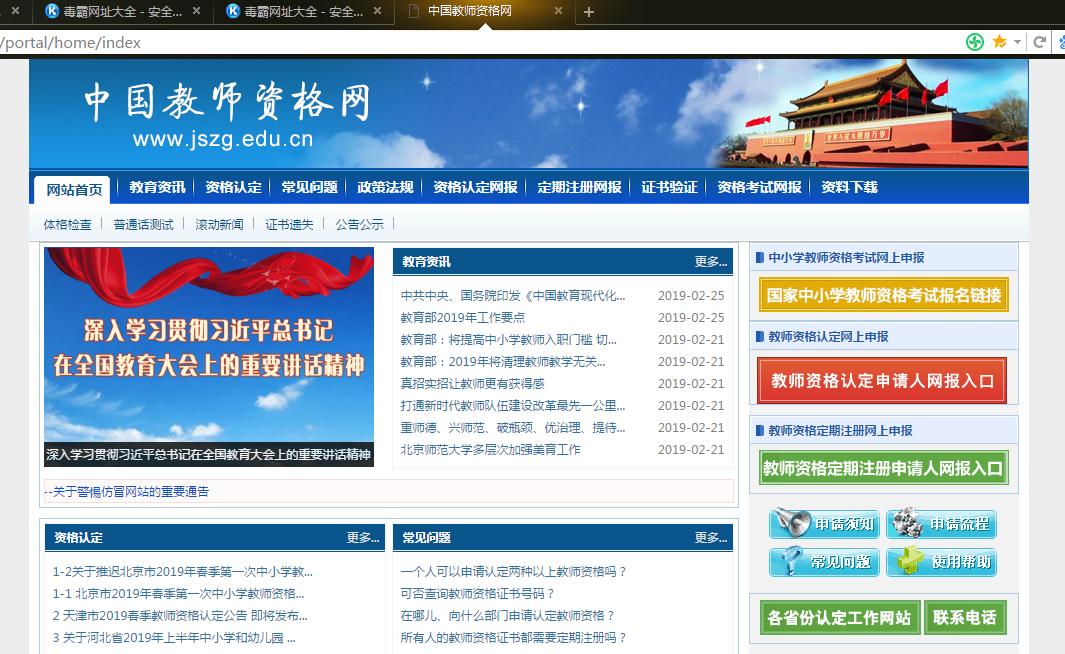 毒霸网址大全 - 安全...
毒霸网址大全 - 安全...
中国教师资格网
/portal/home/index
中国教师资格网
www.jszg.edu.cn
网站首页
教育资讯
资格认定
常见问题
政策法规
资格认定网报
定期注册网报
证书验证
资格考试网报
资料下载
体格检查
普通话测试
滚动新闻
证书遗失
公告公示
深入学习贯彻习近平总书记
在全国教育大会上的重要讲话精神
深入学习贯彻习近平总书记在全国教育大会上的重要讲话精神
教育资讯 更多...
中共中央、国务院印发《中国教育现代化... 2019-02-25
教育部2019年工作要点 2019-02-25
教育部：将提高中小学教师入职门槛 切... 2019-02-21
教育部：2019年将清理教师教学无关... 2019-02-21
真招实招让教师更有获得感 2019-02-21
打通新时代教师队伍建设改革最先一公里... 2019-02-21
重师德、兴师范、破瓶颈、优治理、提待... 2019-02-21
北京师范大学多层次加强美育工作 2019-02-21
--关于警惕仿冒网站的重要通告
资格认定 更多...
1-2关于推迟北京市2019年春季第一次中小学教...
1-1 北京市2019年春季第一次中小学教师资格...
2 天津市2019春季教师资格认定公告 即将发布...
3 关于河北省2019年上半年中小学和幼儿园 ...
常见问题 更多...
一个人可以申请认定两种以上教师资格吗？
可否查询教师资格证书号码？
在哪儿、向什么部门申请认定教师资格？
所有人的教师资格证书都需要定期注册吗？
中小学教师资格考试网上申报
国家中小学教师资格考试报名链接
教师资格认定网上申报
教师资格认定申请人网报入口
教师资格定期注册网上申报
教师资格定期注册申请人网报入口
申请须知
申请流程
常见问题
使用帮助
各省份认定工作网站
联系电话